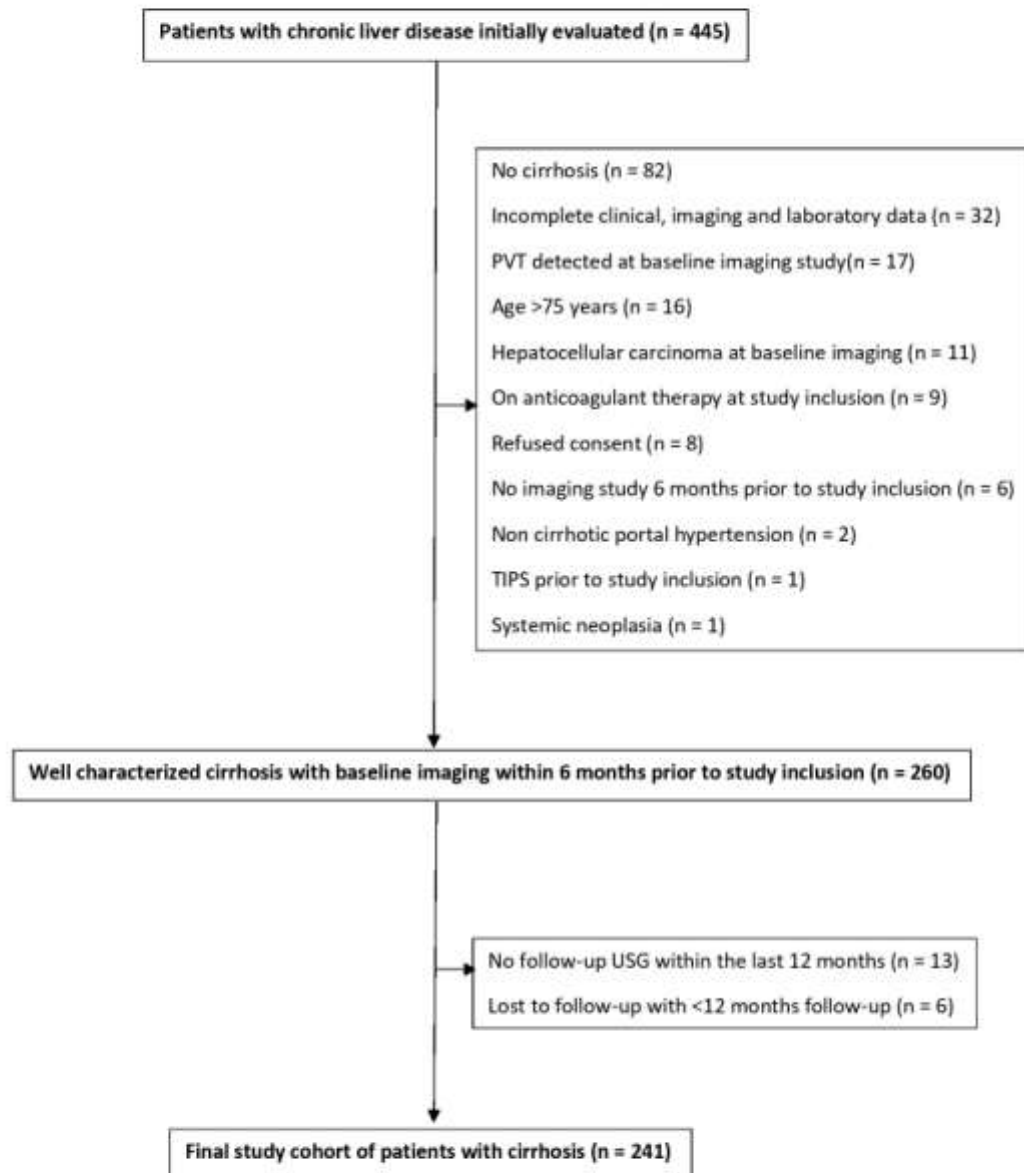 Patients with chronic liver disease initially evaluated (n = 445)
No cirrhosis (n = 82)
Incomplete clinical, imaging and laboratory data (n = 32)
PVT detected at baseline imaging study(n = 17)
Age >75 years (n = 16)
Hepatocellular carcinoma at baseline imaging (n = 11)
On anticoagulant therapy at study inclusion (n = 9)
Refused consent (n = 8)
No imaging study 6 months prior to study inclusion (n = 6)
Non cirrhotic portal hypertension (n = 2)
TIPS prior to study inclusion (n = 1)
Systemic neoplasia (n = 1)
Well characterized cirrhosis with baseline imaging within 6 months prior to study inclusion (n = 260)
No follow-up USG within the last 12 months (n = 13)
Lost to follow-up with <12 months follow-up (n = 6)
Final study cohort of patients with cirrhosis (n = 241)